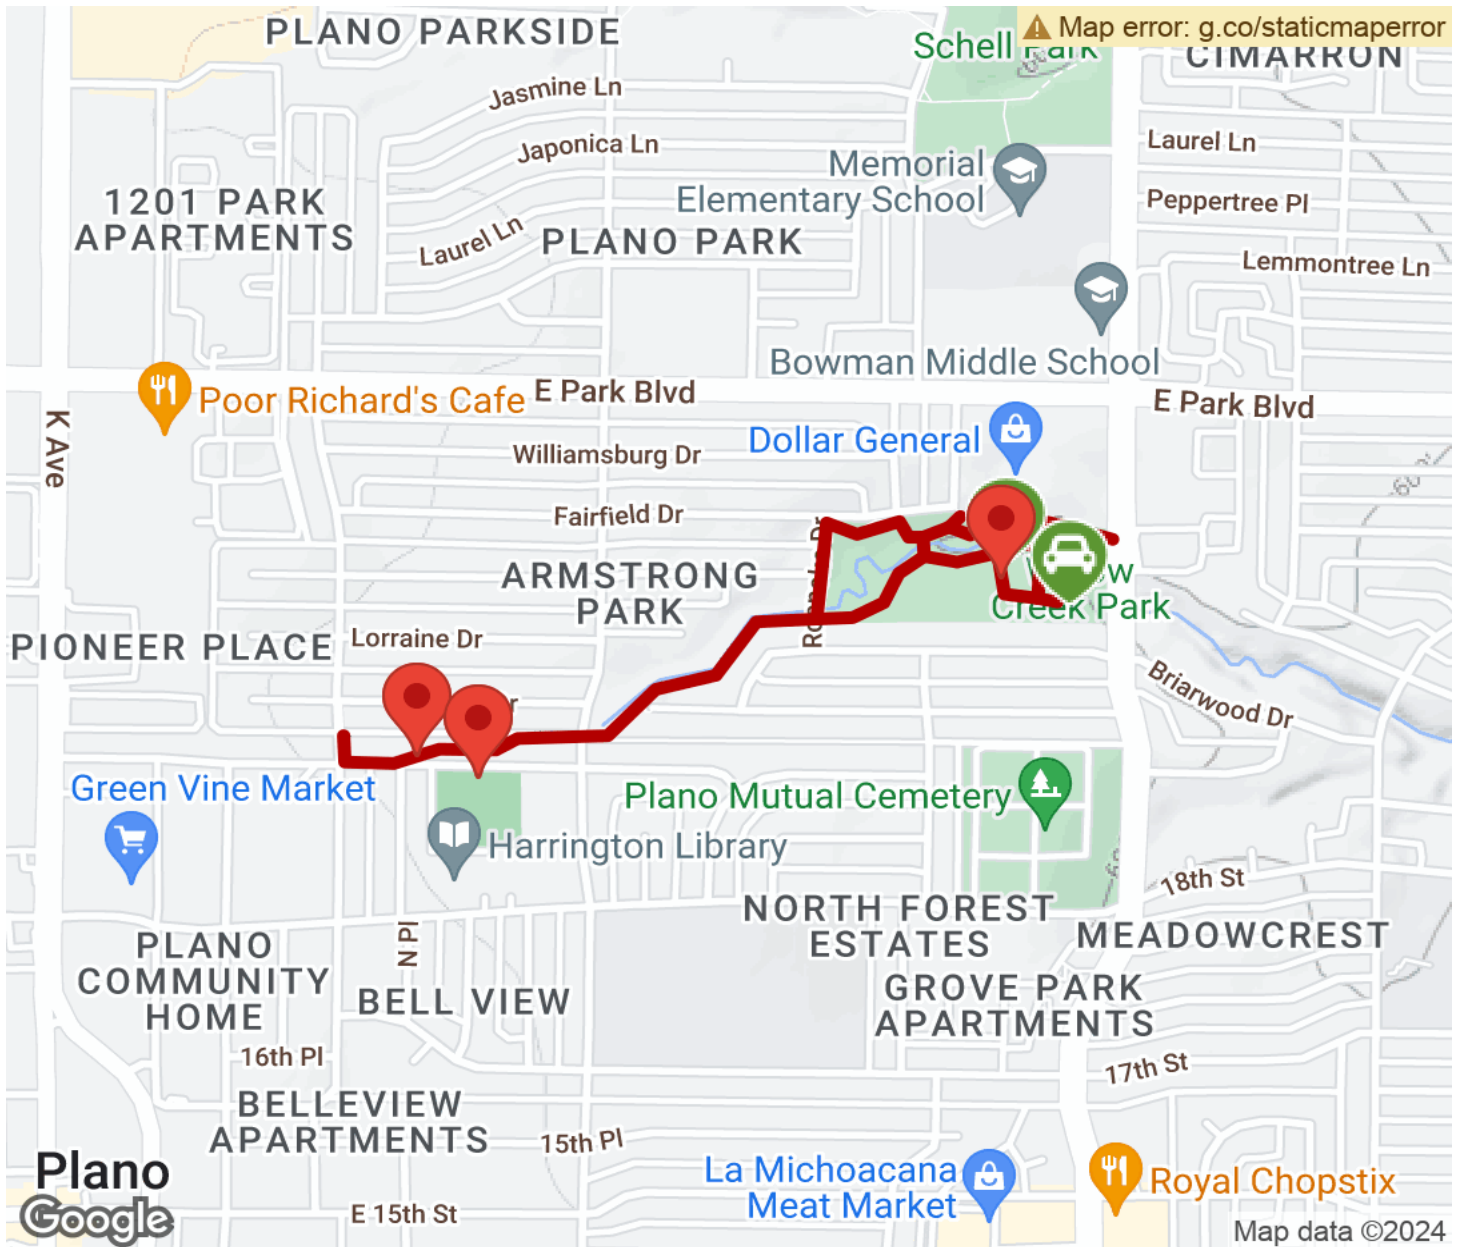 PLANO PARKSIDE
Map error: g.co/staticmaperror
Schell Park
CIMARRON
Jasmine Ln
Japonica Ln
Laurel Ln
Memorial
Elementary School
1201 PARK
APARTMENTS
Peppertree Pl
Laurel Ln
PLANO PARK
Lemmontree Ln
Bowman Middle School
Poor Richard's Cafe
E Park Blvd
E Park Blvd
K Ave
Dollar General
Williamsburg Dr
Fairfield Dr
ARMSTRONG
PARK
Creek Park
PIONEER PLACE
Lorraine Dr
Briarwood Dr
Green Vine Market
Plano Mutual Cemetery
Harrington Library
18th St
NORTH FOREST
ESTATES
MEADOWCREST
N Pl
PLANO
COMMUNITY
HOME
BELL VIEW
GROVE PARK
APARTMENTS
16th Pl
17th St
BELLEVIEW
APARTMENTS
15th Pl
La Michoacana
Meat Market
Royal Chopstix
Plano
Google
E 15th St
Map data ©2024